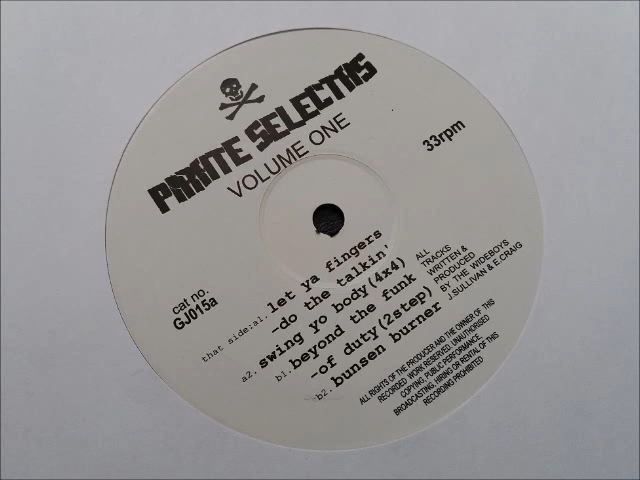 PIRATE SELECTAS
VOLUME ONE
33rpm
cat no.
GJ015a
that side:a1.let ya fingers
-do the talkin'
a2.swing yo body(4x4)
b1.beyond the funk
-of duty(2step)
b2.bunsen burner
ALL
TRACKS
WRITTEN &
PRODUCED
BY THE WIDEBOYS
J.SULLIVAN & E.CRAIG
ALL RIGHTS OF THE PRODUCER AND THE OWNER OF THIS
RECORDED WORK RESERVED. UNAUTHORISED
COPYING, PUBLIC PERFORMANCE
BROADCASTING, HIRING OR RENTAL OF THIS
RECORDING PROHIBITED